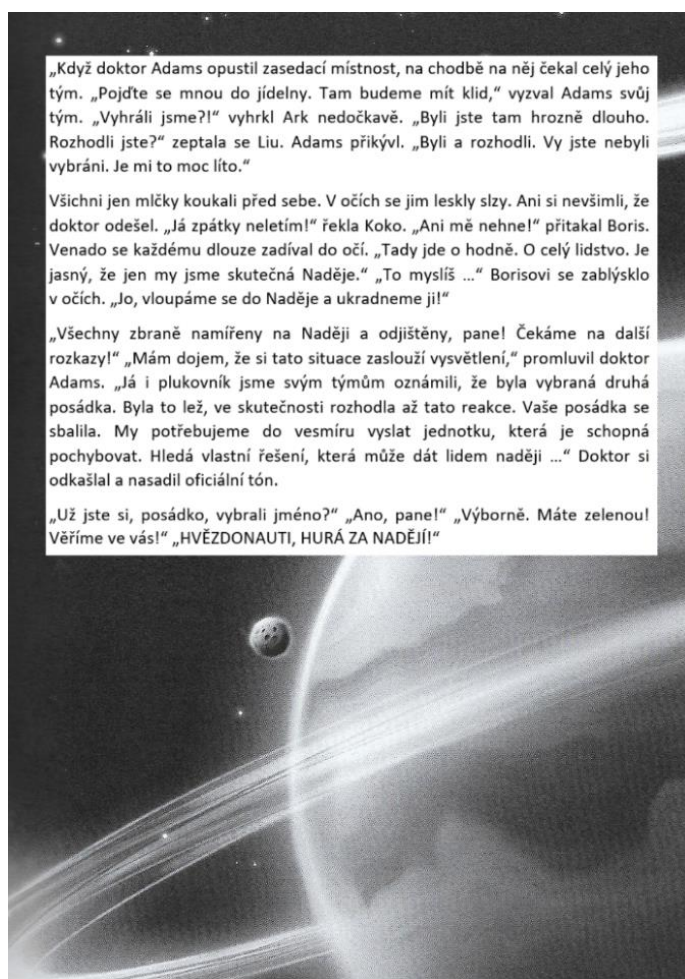 „Když doktor Adams opustil zasedací místnost, na chodbě na něj čekal celý jeho
tým. „Pojďte se mnou do jídelny. Tam budeme mít klid,“ vyzval Adams svůj
tým. „Vyhráli jsme?!“ vyhrkl Ark nedočkavě. „Byli jste tam hrozně dlouho.
Rozhodli jste?“ zeptala se Liu. Adams přikývl. „Byli a rozhodli. Vy jste nebyli
vybráni. Je mi to moc líto.“
Všichni jen mlčky koukali před sebe. V očích se jim leskly slzy. Ani si nevšimli, že
doktor odešel. „Já zpátky neletím!“ řekla Koko. „Ani mě nehne!“ přitakal Boris.
Venado se každému dlouze zadíval do očí. „Tady jde o hodně. O celý lidstvo. Je
jasný, že jen my jsme skutečná Naděje.“ „To myslíš …“ Borisovi se zablýsklo
v očích. „Jo, vloupáme se do Naděje a ukradneme ji!“
„Všechny zbraně namířeny na Naději a odjištěny, pane! Čekáme na další
rozkazy!“ „Mám dojem, že si tato situace zaslouží vysvětlení,“ promluvil doktor
Adams. „Já i plukovník jsme svým týmům oznámili, že byla vybraná druhá
posádka. Byla to lež, ve skutečnosti rozhodla až tato reakce. Vaše posádka se
sbalila. My potřebujeme do vesmíru vyslat jednotku, která je schopná
pochybovat. Hledá vlastní řešení, která může dát lidem naději …“ Doktor si
odkašlal a nasadil oficiální tón.
„Už jste si, posádko, vybrali jméno?“ „Ano, pane!“ „Výborně. Máte zelenou!
Věříme ve vás!“ „HVĚZDONAUTI, HURÁ ZA NADĚJÍ!“